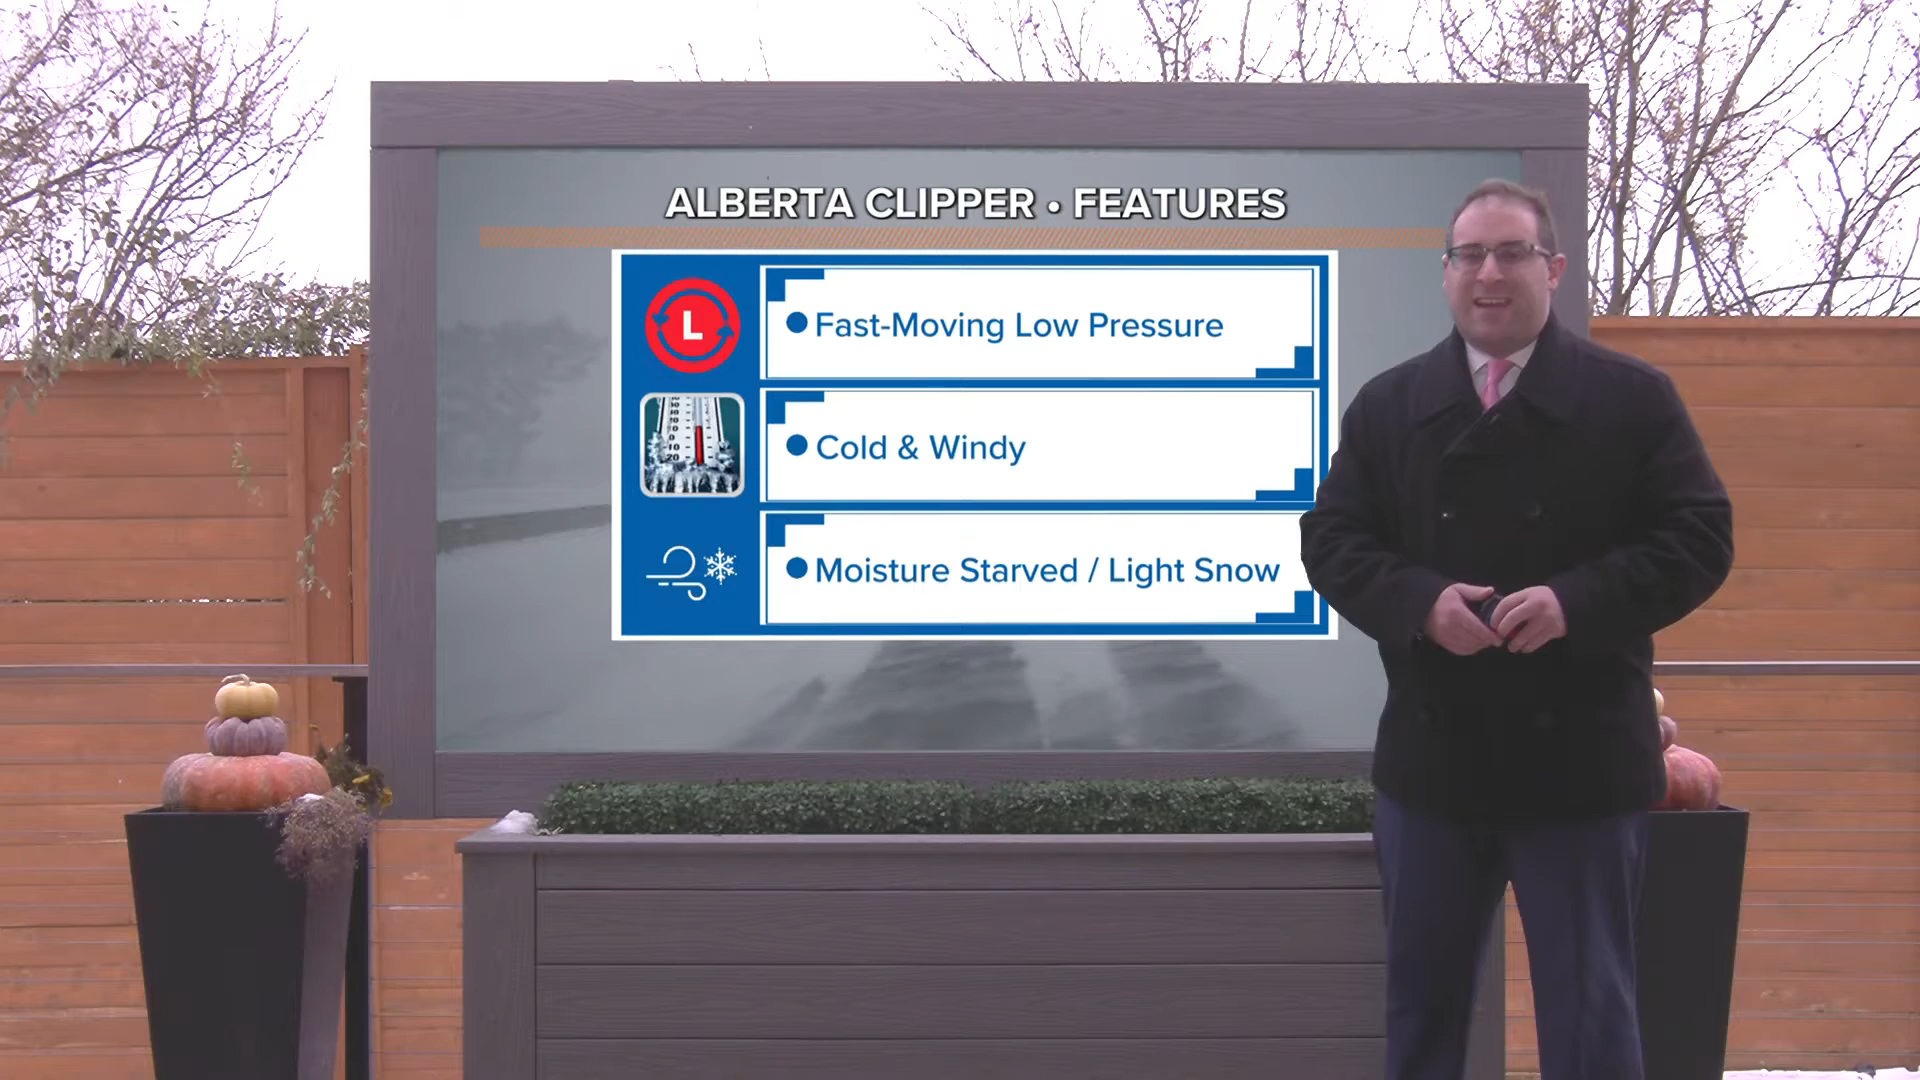 ALBERTA CLIPPER • FEATURES
L
• Fast-Moving Low Pressure
• Cold & Windy
• Moisture Starved / Light Snow